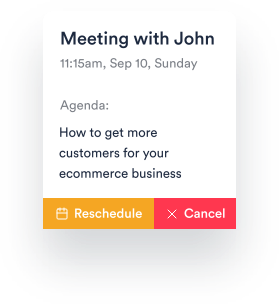 Meeting with John
11:15am, Sep 10, Sunday
Agenda:
How to get more
customers for your
ecommerce business
Reschedule
Cancel